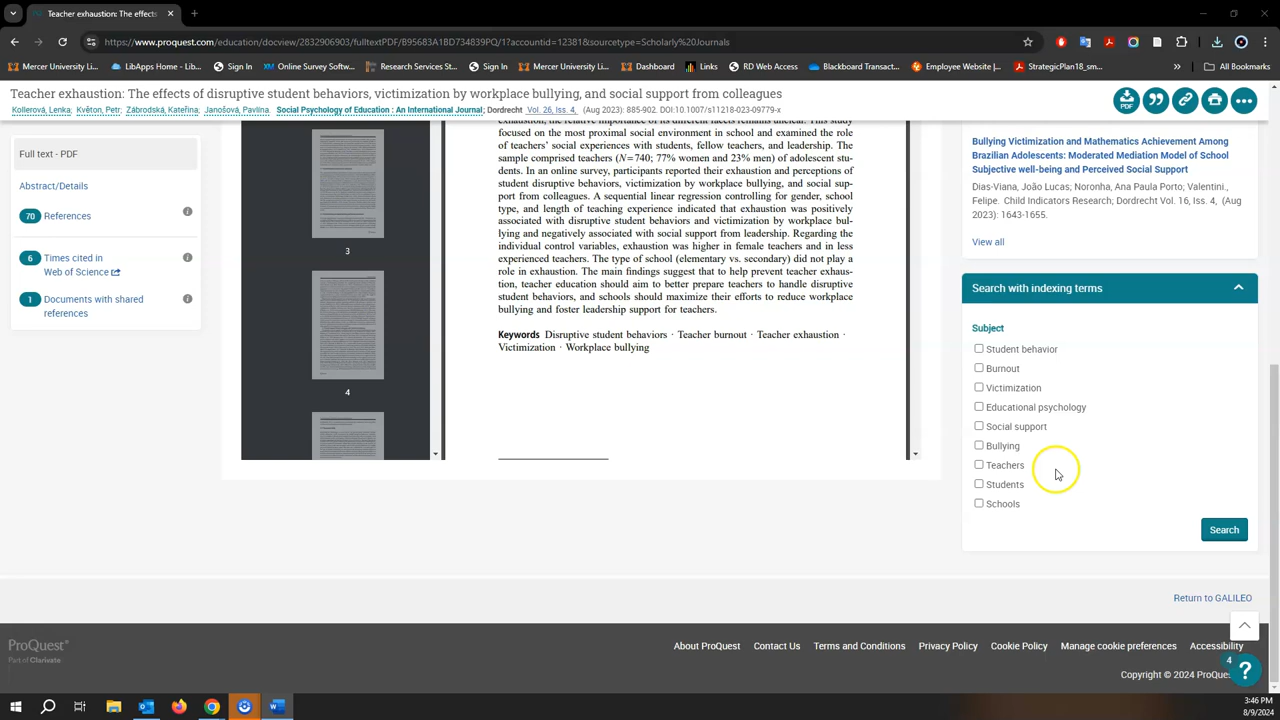 Teacher exhaustion: The effects
https://www.proquest.com/education/docview/2832906903/fulltextPDF/B95683A1BD734839PQ/1?accountid=12381&sourcetype=Scholarly%20Journals
Mercer University Li...
LibApps Home - Lib...
Sign In
Online Survey Softw...
Research Services St...
Sign In
Mercer University Li...
Dashboard
Links
RD Web Access
Blackboard Transact...
Employee Website |...
StrategicPlan18_sm...
Teacher exhaustion: The effects of disruptive student behaviors, victimization by workplace bullying, and social support from colleagues
Kollerová, Lenka; Květon, Petr; Zábrodská, Kateřina; Janošová, Pavlína. Social Psychology of Education : An International Journal; Dordrecht Vol. 26, Iss. 4, (Aug 2023): 885-902. DOI:10.1007/s11218-023-09779-x
PDF
Full text - PDF
Abstract/Details
70 References
6 Times cited in
Web of Science
1 Documents with shared
references
3
4
exhaustion, the relative importance of its different facets remains unclear. This study
focused on the most proximal social environment in school and examined the role
of teachers' social experiences with students, fellow teachers, and leadership. The
sample comprised teachers (N=740; 77% women and 23% men) of adolescent stu-
dents. In an online survey, participants reported their exhaustion and perceptions of
student disruptive behaviors, victimization by workplace bullying, and social sup-
port from colleagues. A sequential linear regression controlling for gender, school
type, and length of teaching experience indicated that exhaustion was positively
associated with disruptive student behaviors and victimization by workplace bul-
lying and negatively associated with social support from leadership. Regarding the
individual control variables, exhaustion was higher in female teachers and in less
experienced teachers. The type of school (elementary vs. secondary) did not play a
role in exhaustion. The main findings suggest that to help prevent teacher exhaus-
tion, teacher education should aim to better prepare teachers to handle disruptive
student behaviors, and schools should maximize their efforts to reduce workplace
bullying and foster leadership support for teachers.
Keywords Disruptive student behaviors · Teacher burnout · Teacher exhaustion ·
Victimization · Workplace bullying
Bullying Victimization and Mathematics Achievement Among
Brazilian Adolescents: Moderated Mediation Model of School
Subjective well-being and Perceived Social Support
Dias-Viana, João Lucas, Noronha, Ana Paula Porto; Valentini,
Felipe. Child Indicators Research; Dordrecht Vol. 16, Iss. 4, (Aug
2023): 1643-1655.
View all
Search with indexing terms
Subject
Student behavior
Burnout
Victimization
Educational psychology
Social support
Bullying
Teachers
Students
Schools
Search
Return to GALILEO
ProQuest
Part of Clarivate
About ProQuest
Contact Us
Terms and Conditions
Privacy Policy
Cookie Policy
Manage cookie preferences
Accessibility
Copyright © 2024 ProQues
4
?
3:46 PM
8/9/2024